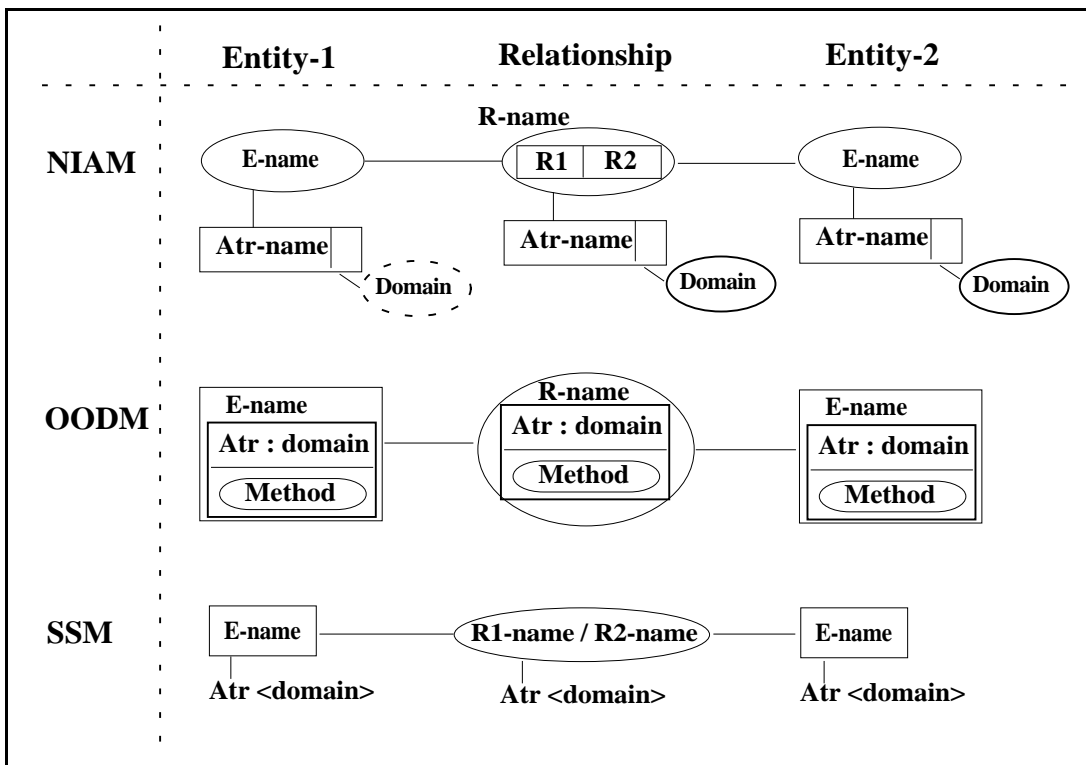 Entity-1 Relationship Entity-2
NIAM
R-name
E-name R1 R2 E-name
Atr-name Atr-name Atr-name
Domain Domain Domain
OODM
E-name R-name E-name
Atr : domain Atr : domain Atr : domain
Method Method Method
SSM
E-name R1-name / R2-name E-name
Atr <domain> Atr <domain> Atr <domain>